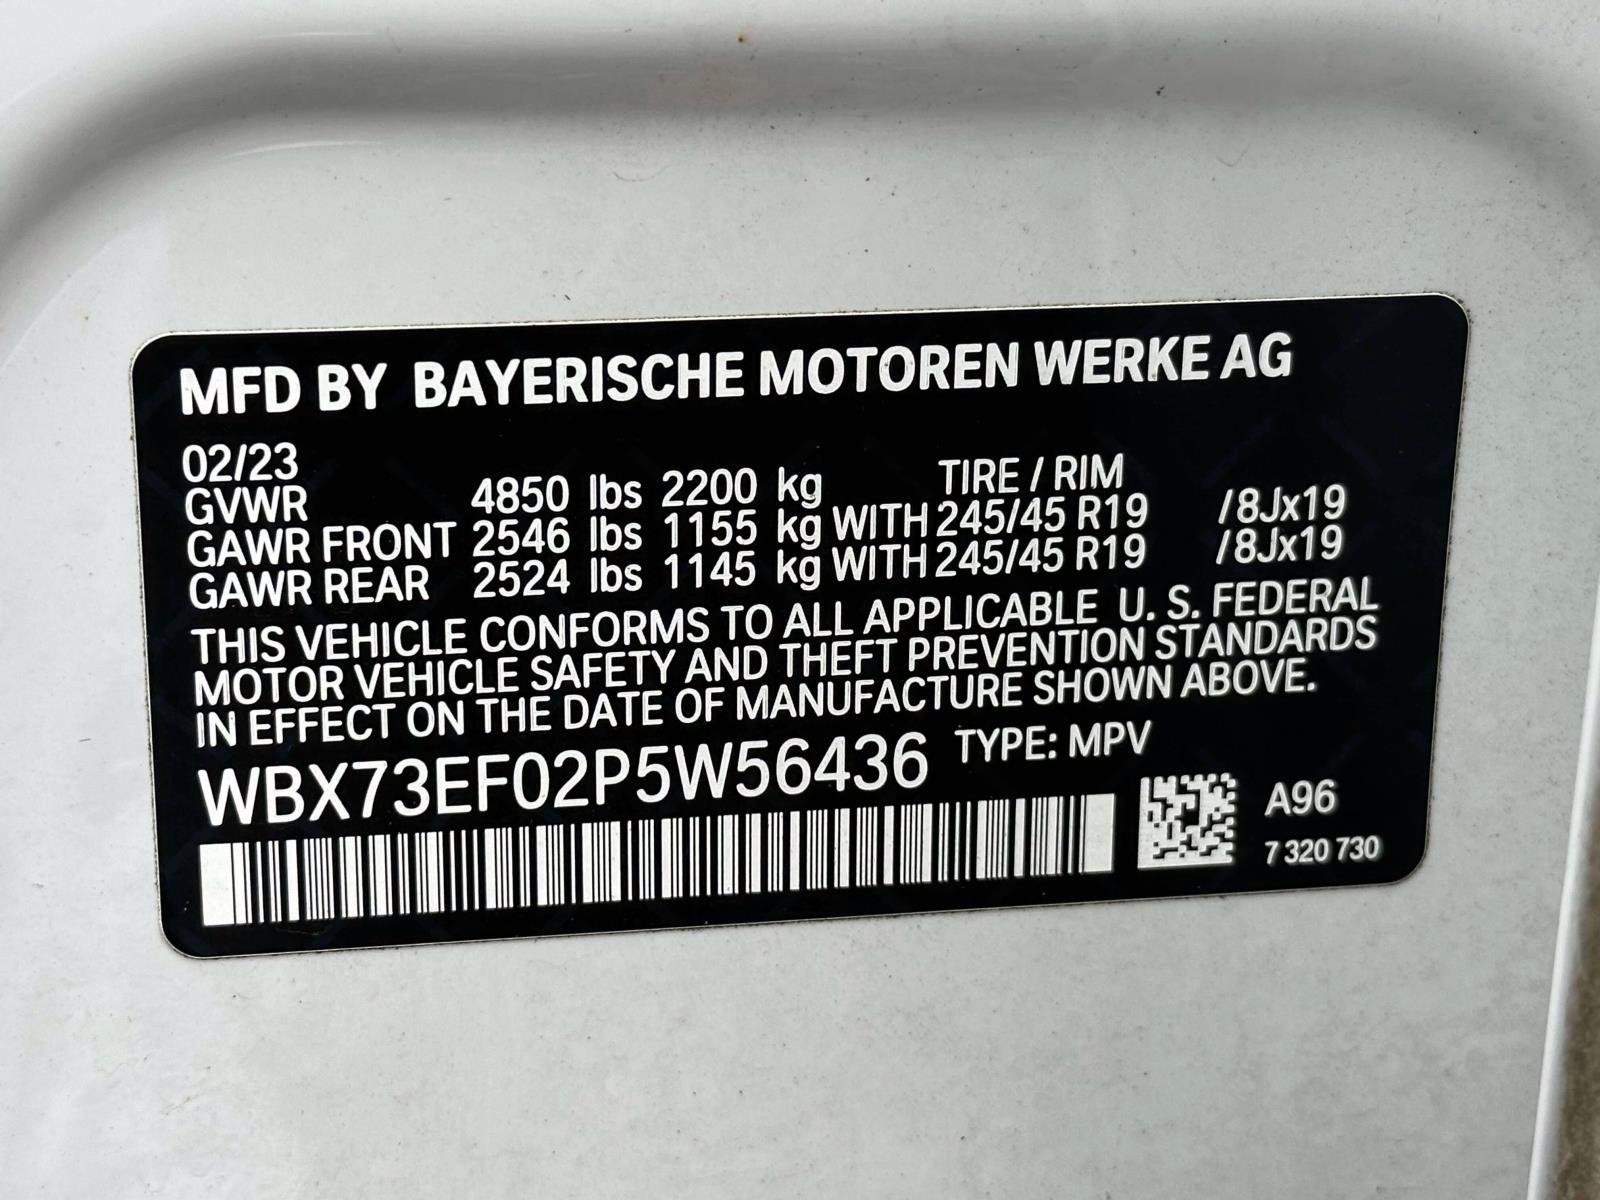 MFD BY BAYERISCHE MOTOREN WERKE AG
02/23 TIRE / RIM
GVWR 4850 lbs 2200 kg
GAWR FRONT 2546 lbs 1155 kg WITH 245/45 R19 /8Jx19
GAWR REAR 2524 lbs 1145 kg WITH 245/45 R19 /8Jx19
THIS VEHICLE CONFORMS TO ALL APPLICABLE U. S. FEDERAL
MOTOR VEHICLE SAFETY AND THEFT PREVENTION STANDARDS
IN EFFECT ON THE DATE OF MANUFACTURE SHOWN ABOVE.
WBX73EF02P5W56436 TYPE: MPV
A96
7 320 730